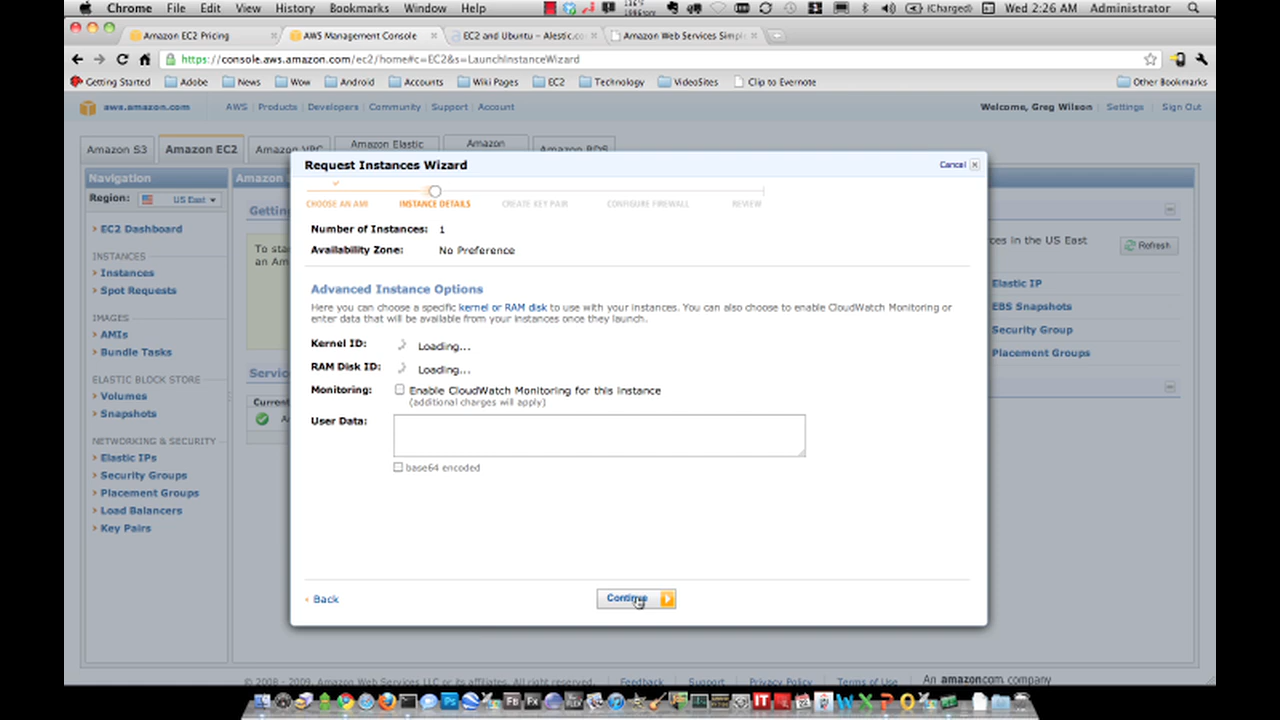 Chrome File Edit View History Bookmarks Window Help (Charged) Wed 2:26 AM Administrator
Amazon EC2 Pricing AWS Management Console EC2 and Ubuntu – Alestic.co Amazon Web Services Simpl
https://console.aws.amazon.com/ec2/home#c=EC2&s=LaunchInstanceWizard
Getting Started Adobe News Wow Android Accounts Wiki Pages EC2 Technology VideoSites Clip to Evernote Other Bookmarks
aws.amazon.com AWS Products Developers Community Support Account Welcome, Greg Wilson Settings Sign Out
Amazon S3 Amazon EC2 Amazon VPC Amazon Elastic Amazon Amazon RDS
Navigation
Region: US East
EC2 Dashboard
INSTANCES
Instances
Spot Requests
IMAGES
AMIs
Bundle Tasks
ELASTIC BLOCK STORE
Volumes
Snapshots
NETWORKING & SECURITY
Elastic IPs
Security Groups
Placement Groups
Load Balancers
Key Pairs
Amazon
Getting
To sta
an Am
Servic
Current
Request Instances Wizard Cancel
CHOOSE AN AMI INSTANCE DETAILS CREATE KEY PAIR CONFIGURE FIREWALL REVIEW
Number of Instances: 1
Availability Zone: No Preference
Advanced Instance Options
Here you can choose a specific kernel or RAM disk to use with your instances. You can also choose to enable CloudWatch Monitoring or
enter data that will be available from your instances once they launch.
Kernel ID: Loading...
RAM Disk ID: Loading...
Monitoring: Enable CloudWatch Monitoring for this instance
(additional charges will apply)
User Data:
base64 encoded
Back Continue
ces in the US East
Refresh
Elastic IP
EBS Snapshots
Security Group
Placement Groups
© 2008 - 2009, Amazon Web Services LLC or its affiliates. All right reserved. Feedback Support Privacy Policy Terms of Use An amazon.com company